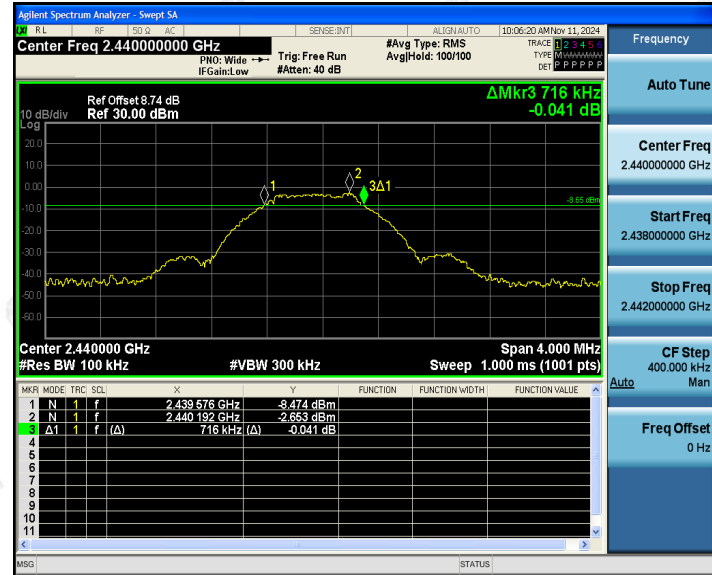 Agilent Spectrum Analyzer - Swept SA
RL RF 50 Ω AC SENSE:INT ALIGN AUTO 10:06:20 AM Nov 11, 2024
Center Freq 2.440000000 GHz
PNO: Wide
IFGain:Low
Trig: Free Run
#Atten: 40 dB
#Avg Type: RMS
Avg|Hold: 100/100
TRACE 1 2 3 4 5 6
TYPE MWWWWW
DET P P P P P P
Ref Offset 8.74 dB
10 dB/div Ref 30.00 dBm
Log
ΔMkr3 716 kHz
-0.041 dB
20.0
10.0
0.00
-10.0
-20.0
-30.0
-40.0
-50.0
-60.0
1
2
3Δ1
-8.65 dBm
Center 2.440000 GHz Span 4.000 MHz
#Res BW 100 kHz #VBW 300 kHz Sweep 1.000 ms (1001 pts)
MKR MODE TRC SCL X Y FUNCTION FUNCTION WIDTH FUNCTION VALUE
1 N 1 f 2.439 576 GHz -8.474 dBm
2 N 1 f 2.440 192 GHz -2.653 dBm
3 Δ1 1 f (Δ) 716 kHz (Δ) -0.041 dB
4
5
6
7
8
9
10
11
MSG STATUS
Frequency
Auto Tune
Center Freq
2.440000000 GHz
Start Freq
2.438000000 GHz
Stop Freq
2.442000000 GHz
CF Step
400.000 kHz
Auto Man
Freq Offset
0 Hz